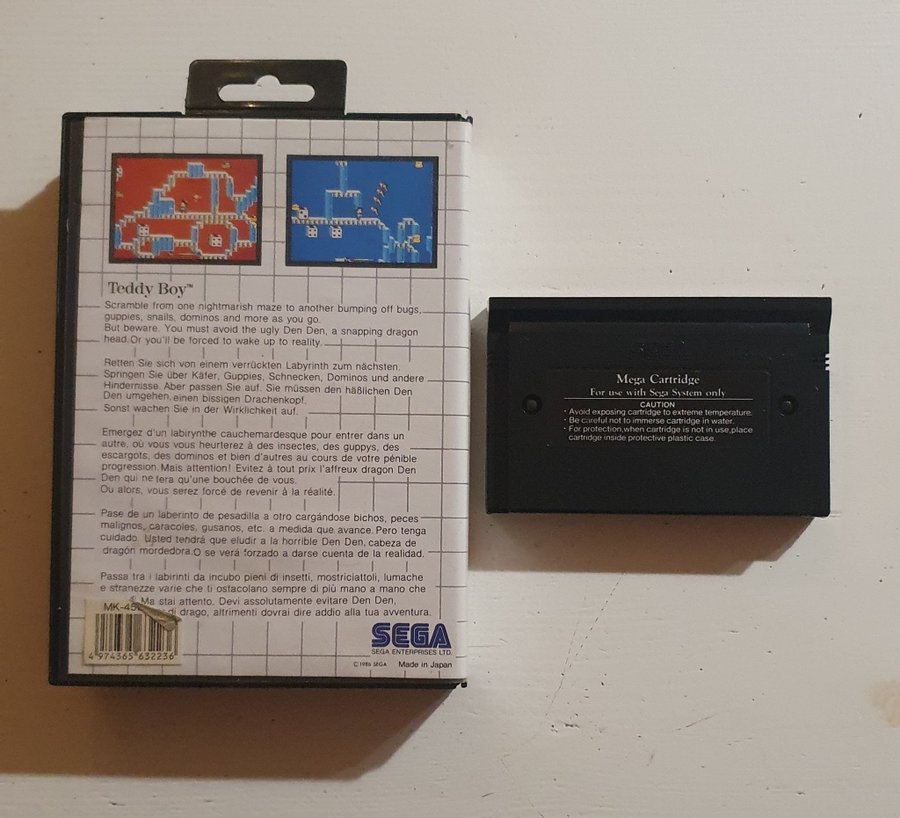 Teddy Boy™
Scramble from one nightmarish maze to another bumping off bugs,
guppies, snails, dominos and more as you go.
But beware. You must avoid the ugly Den Den, a snapping dragon
head. Or you'll be forced to wake up to reality.
Retten Sie sich von einem verrückten Labyrinth zum nächsten.
Springen Sie über Käfer, Guppies, Schnecken, Dominos und andere
Hindernisse. Aber passen Sie auf. Sie müssen den häßlichen Den
Den umgehen, einen bissigen Drachenkopf.
Sonst wachen Sie in der Wirklichkeit auf.
Emergez d'un labirynthe cauchemardesque pour entrer dans un
autre, où vous vous heurterez à des insectes, des guppys, des
escargots, des dominos et bien d'autres au cours de votre pénible
progression. Mais attention! Evitez à tout prix l'affreux dragon Den
Den qui ne fera qu'une bouchée de vous.
Ou alors, vous serez forcé de revenir à la réalité.
Pase de un laberinto de pesadilla a otro cargándose bichos, peces
malignos, caracoles, gusanos, etc. a medida que avance. Pero tenga
cuidado. Usted tendrá que eludir a la horrible Den Den, cabeza de
dragón mordedora. O se verá forzado a darse cuenta de la realidad.
Passa tra i labirinti da incubo pieni di insetti, mostriciattoli, lumache
e stranezze varie che ti ostacolano sempre di più mano a mano che
Ma stai attento. Devi assolutamente evitare Den Den,
di drago, altrimenti dovrai dire addio alla tua avventura.
4 974365 632236
SEGA
SEGA ENTERPRISES LTD.
© 1986 SEGA Made in Japan
Mega Cartridge
For use with Sega System only
CAUTION
· Avoid exposing cartridge to extreme temperature.
· Be careful not to immerse cartridge in water.
· For protection, when cartridge is not in use, place
cartridge inside protective plastic case.